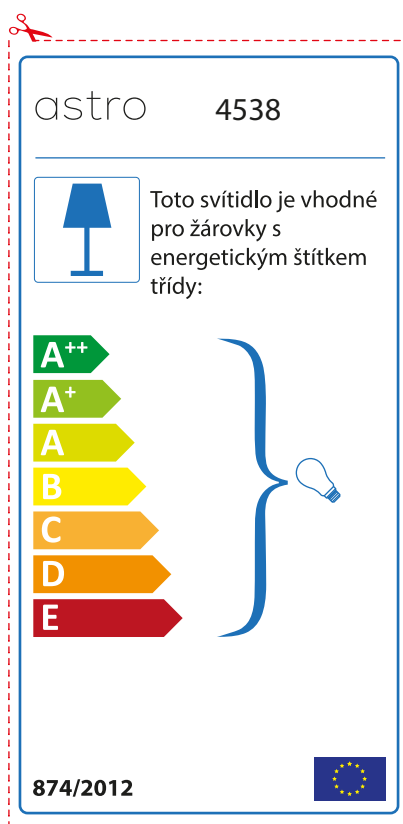 astro 4538
Toto svítidlo je vhodné
pro žárovky s
energetickým štítkem
třídy:
A++
A+
A
B
C
D
E
874/2012